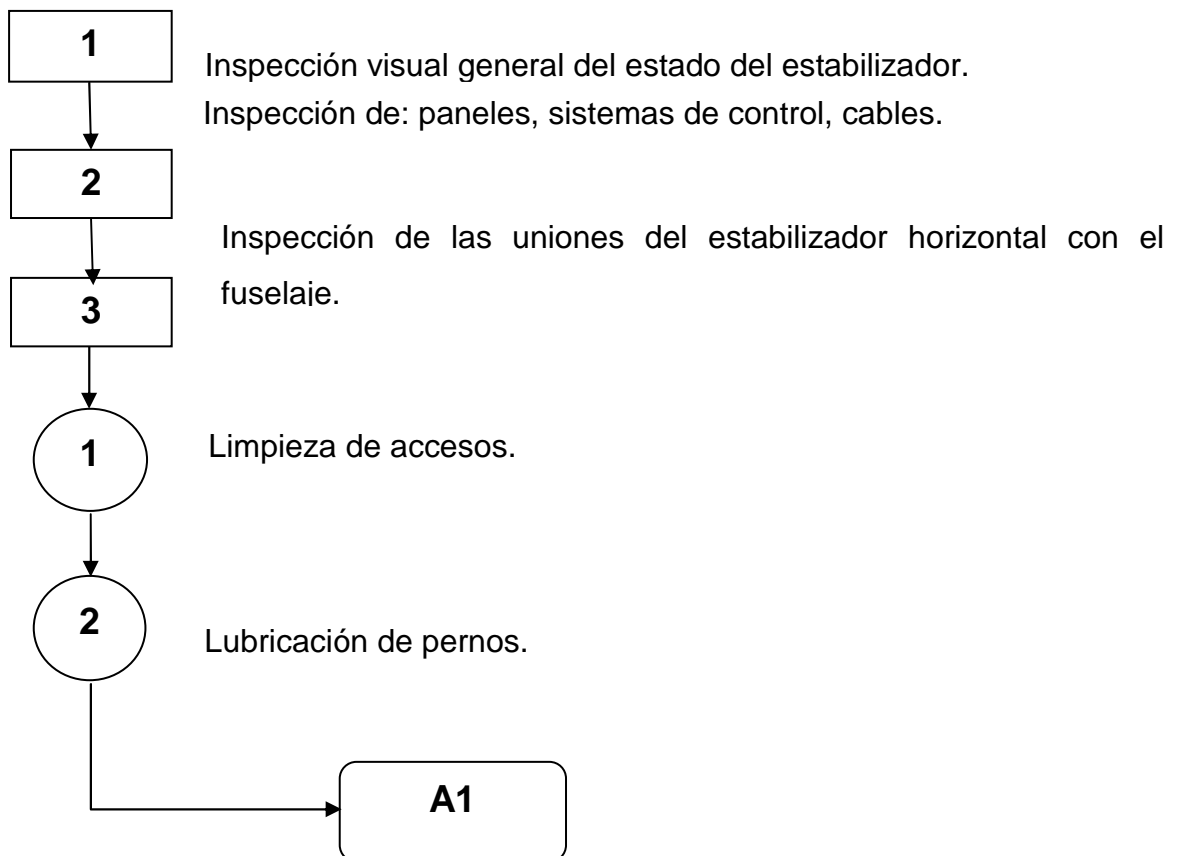 1
Inspección visual general del estado del estabilizador.
Inspección de: paneles, sistemas de control, cables.
2
Inspección de las uniones del estabilizador horizontal con el
fuselaje.
3
1
Limpieza de accesos.
2
Lubricación de pernos.
A1